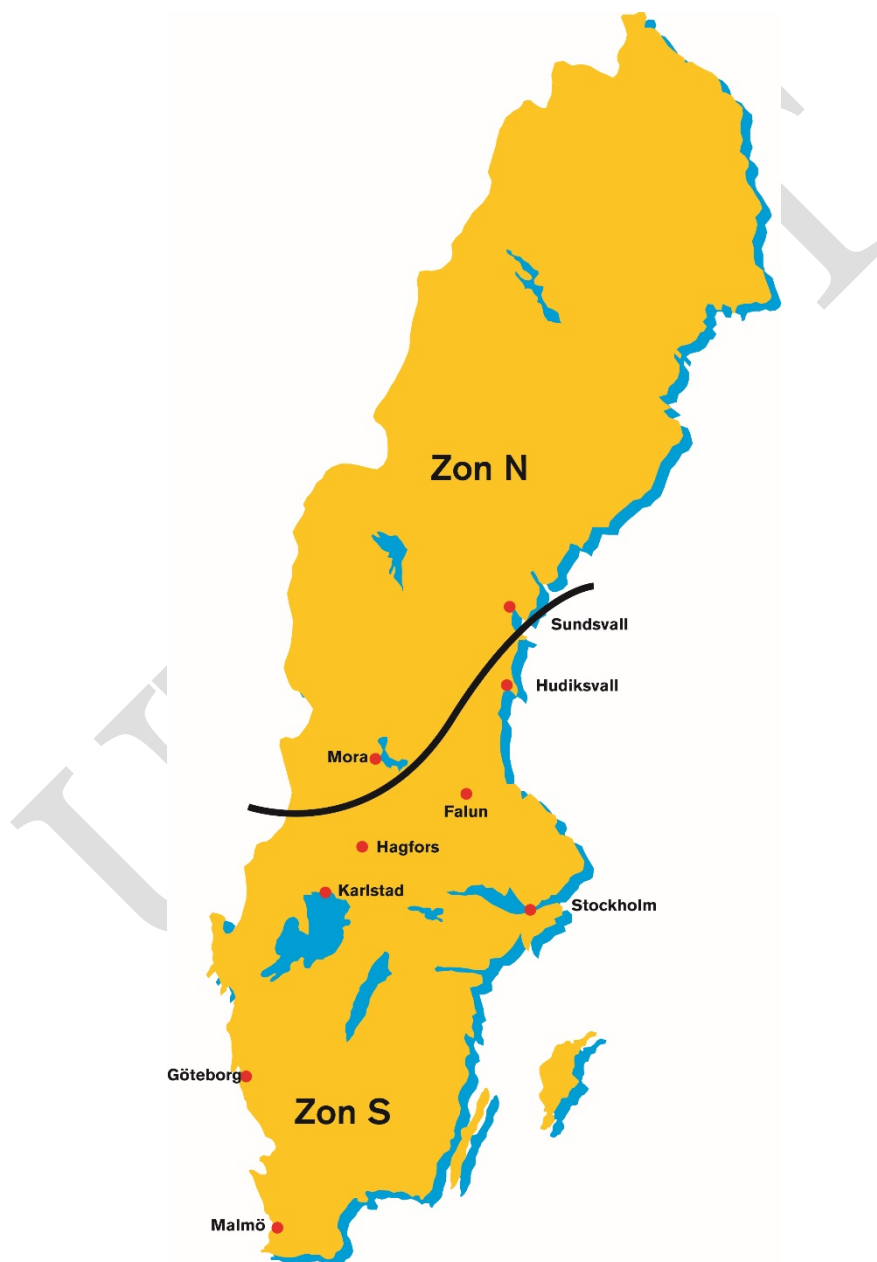 Zon N
Sundsvall
Hudiksvall
Mora
Falun
Hagfors
Karlstad
Stockholm
Göteborg
Zon S
Malmö